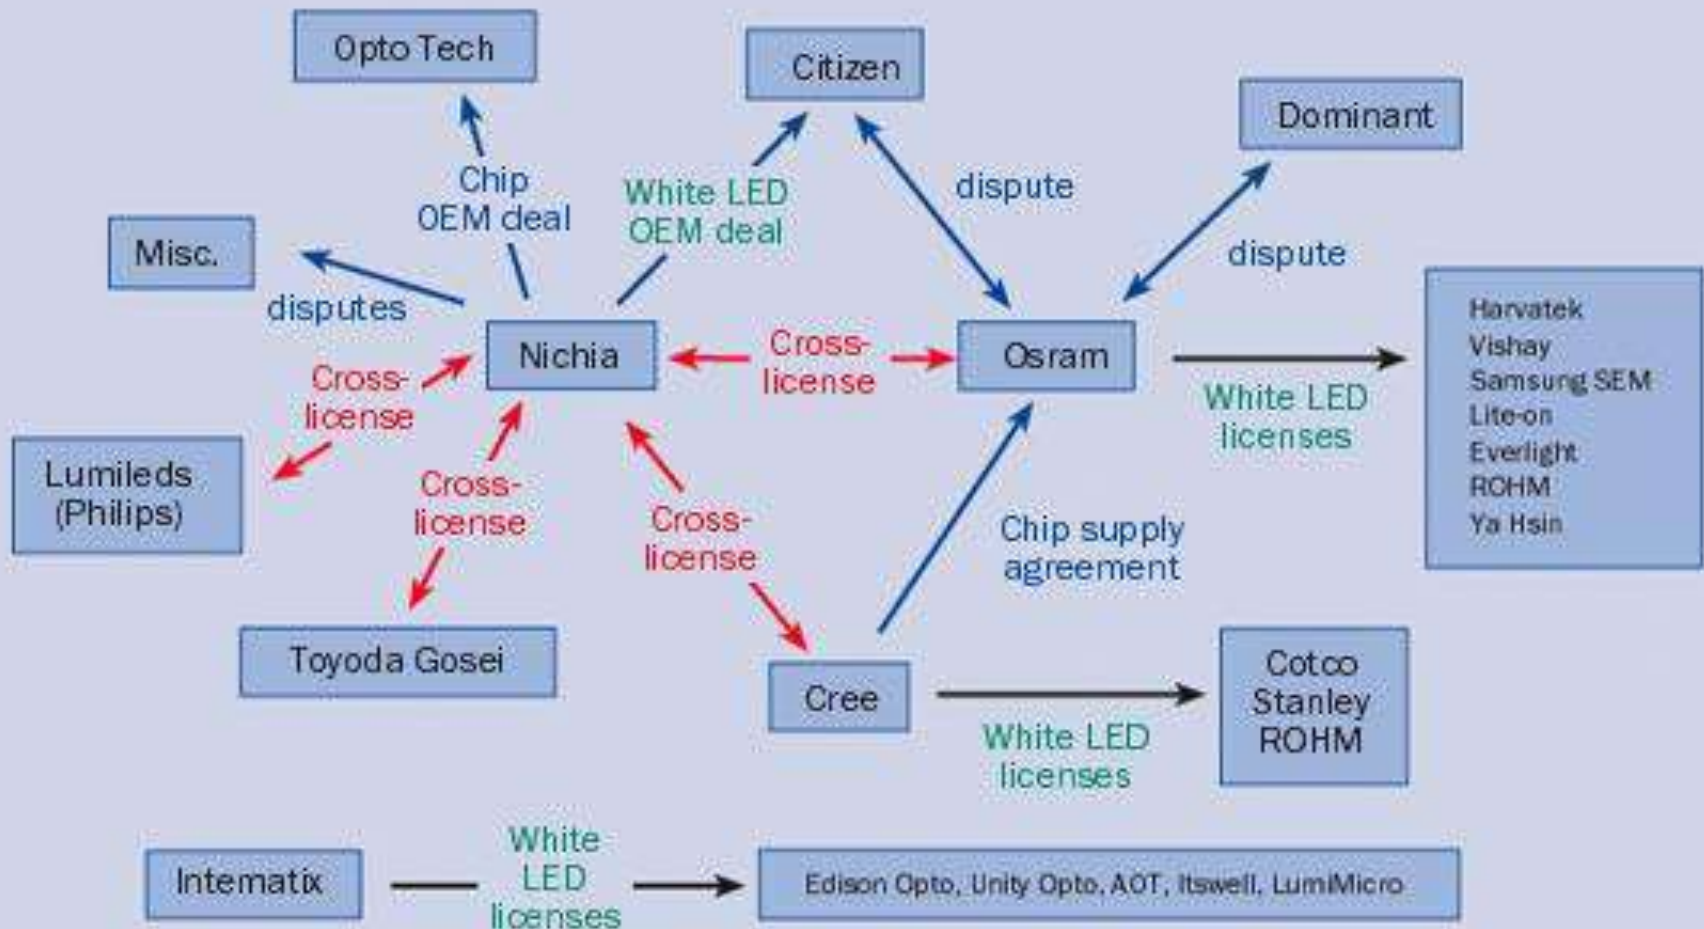 Opto Tech
Citizen
Dominant
Chip
OEM deal
White LED
OEM deal
dispute
dispute
Misc.
disputes
Nichia
Cross-
license
Osram
White LED
licenses
Harvatek
Vishay
Samsung SEM
Lite-on
Everlight
ROHM
Ya Hsin
Cross-
license
Lumileds
(Philips)
Cross-
license
Cross-
license
Chip supply
agreement
Toyoda Gosei
Cree
White LED
licenses
Cotco
Stanley
ROHM
Intematix
White
LED
licenses
Edison Opto, Unity Opto, AOT, Itswell, LumiMicro